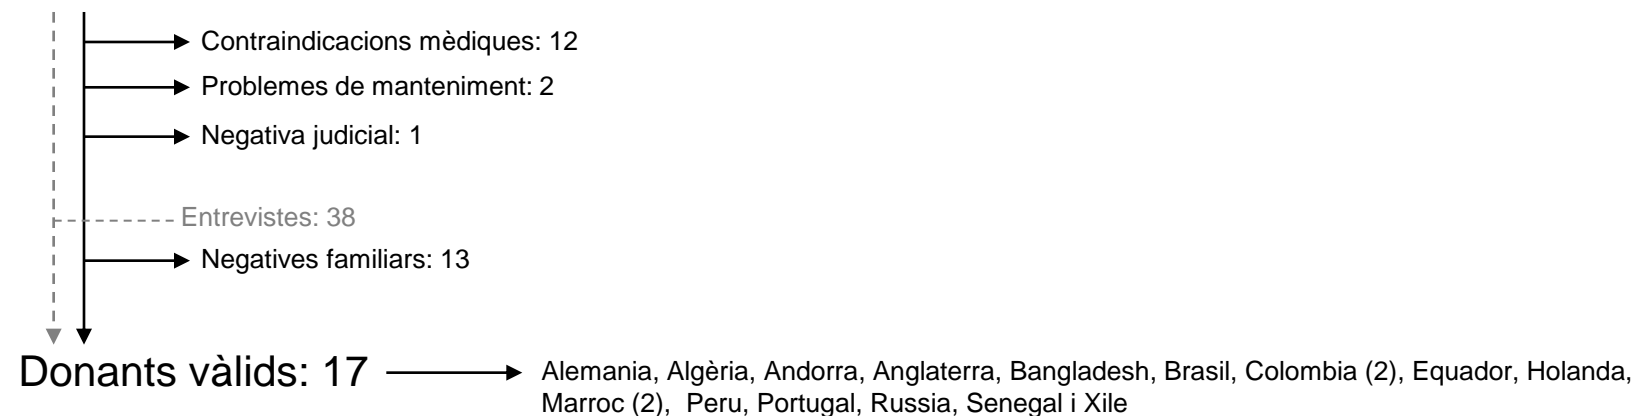 Contraindicacions mèdiques: 12
Problemes de manteniment: 2
Negativa judicial: 1
Entrevistes: 38
Negatives familiars: 13
Donants vàlids: 17
Alemania, Algèria, Andorra, Anglaterra, Bangladesh, Brasil, Colombia (2), Equador, Holanda,
Marroc (2), Peru, Portugal, Russia, Senegal i Xile